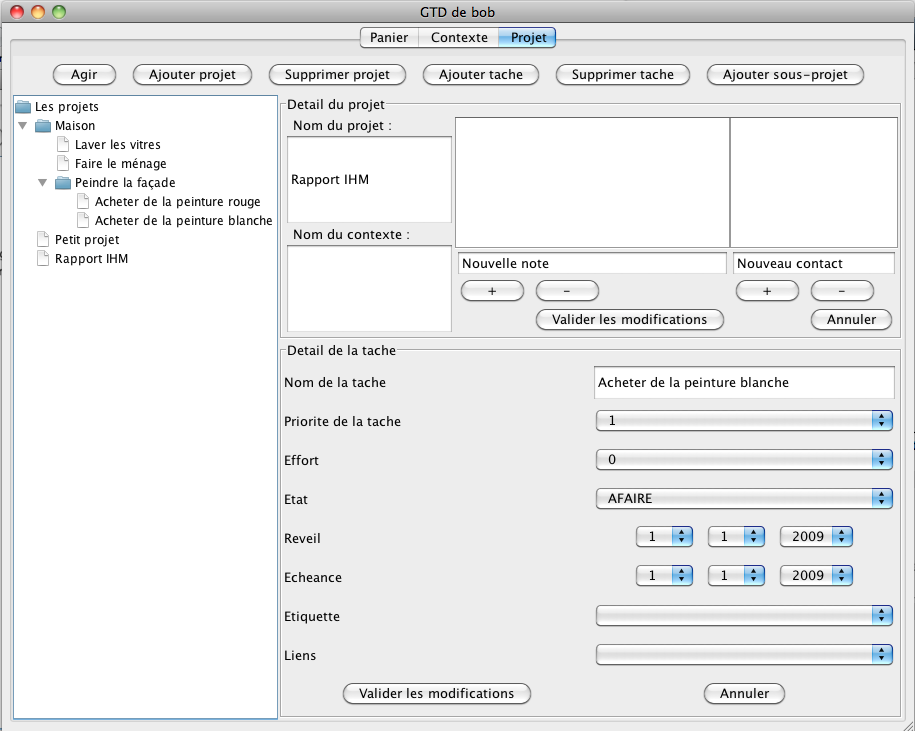 GTD de bob
Panier Contexte Projet
Agir Ajouter projet Supprimer projet Ajouter tache Supprimer tache Ajouter sous-projet
Les projets
Maison
Laver les vitres
Faire le ménage
Peindre la façade
Acheter de la peinture rouge
Acheter de la peinture blanche
Petit projet
Rapport IHM
Detail du projet
Nom du projet :
Rapport IHM
Nom du contexte :
Nouvelle note Nouveau contact
+ - + -
Valider les modifications Annuler
Detail de la tache
Nom de la tache Acheter de la peinture blanche
Priorite de la tache 1
Effort 0
Etat AFAIRE
Reveil 1 1 2009
Echeance 1 1 2009
Etiquette
Liens
Valider les modifications Annuler